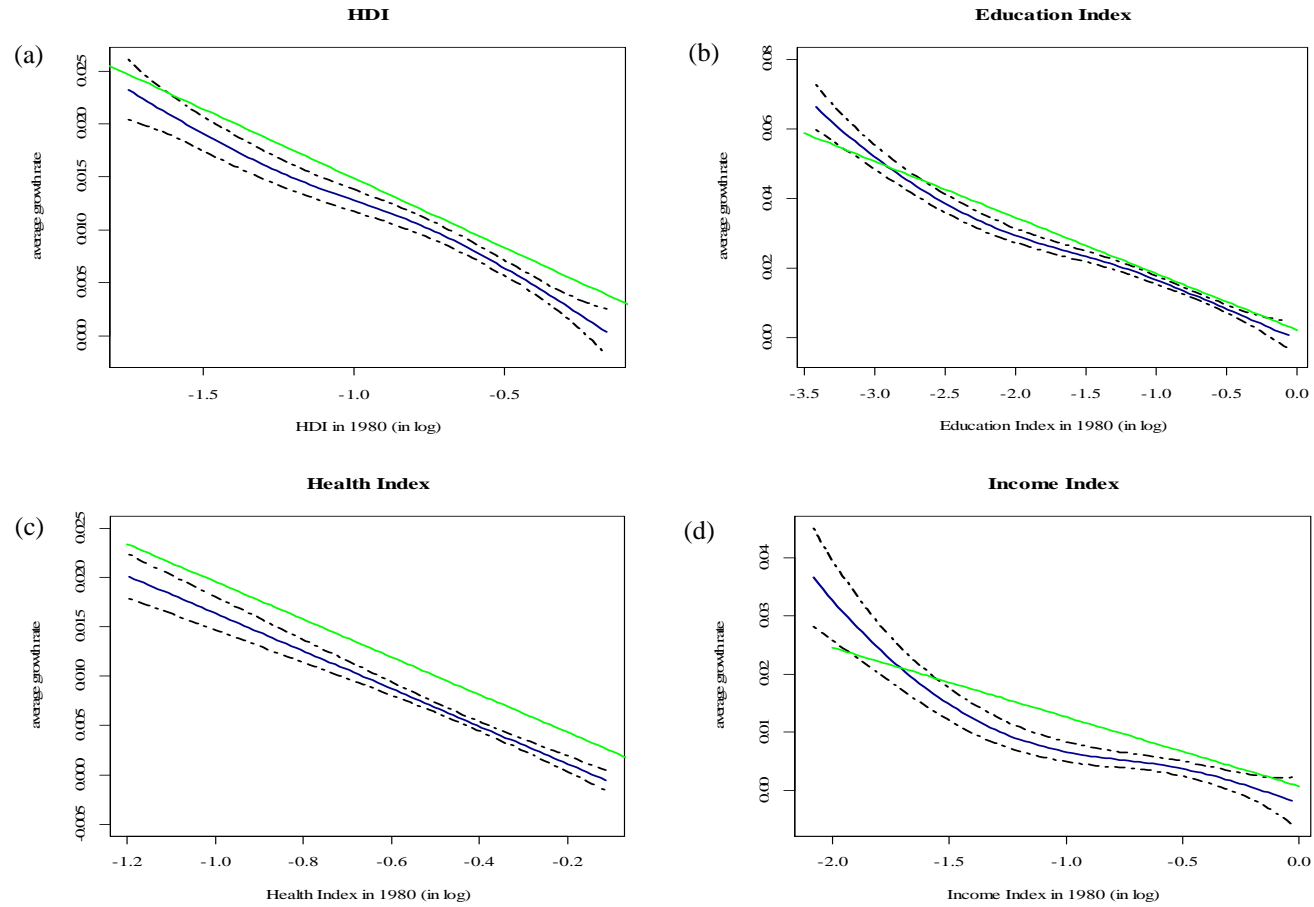 HDI
(a)
0.025
0.020
0.015
0.010
0.005
0.000
average growth rate
-1.5 -1.0 -0.5
HDI in 1980 (in log)
Education Index
(b)
0.08
0.06
0.04
0.02
0.00
average growth rate
-3.5 -3.0 -2.5 -2.0 -1.5 -1.0 -0.5 0.0
Education Index in 1980 (in log)
Health Index
(c)
0.025
0.020
0.015
0.010
0.005
0.000
-0.005
average growth rate
-1.2 -1.0 -0.8 -0.6 -0.4 -0.2
Health Index in 1980 (in log)
Income Index
(d)
0.04
0.03
0.02
0.01
0.00
average growth rate
-2.0 -1.5 -1.0 -0.5 0.0
Income Index in 1980 (in log)